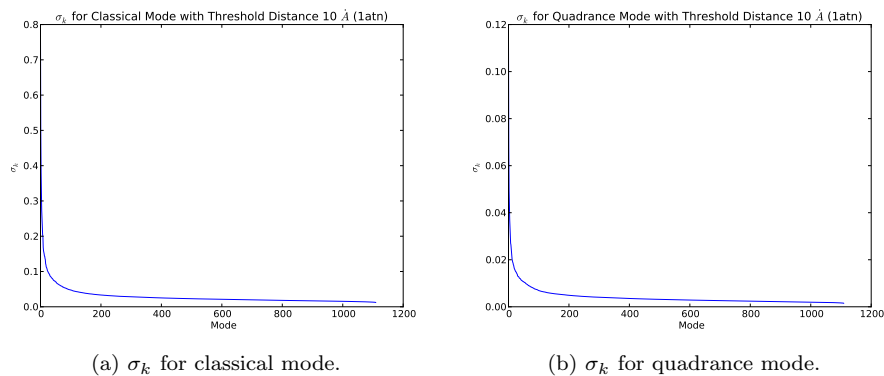 σk for Classical Mode with Threshold Distance 10 Å (1atn)
0.8
0.7
0.6
0.5
0.4
0.3
0.2
0.1
0.0
σk
0 200 400 600 800 1000 1200
Mode
(a) σk for classical mode.
σk for Quadrance Mode with Threshold Distance 10 Å (1atn)
0.12
0.10
0.08
0.06
0.04
0.02
0.00
σk
0 200 400 600 800 1000 1200
Mode
(b) σk for quadrance mode.